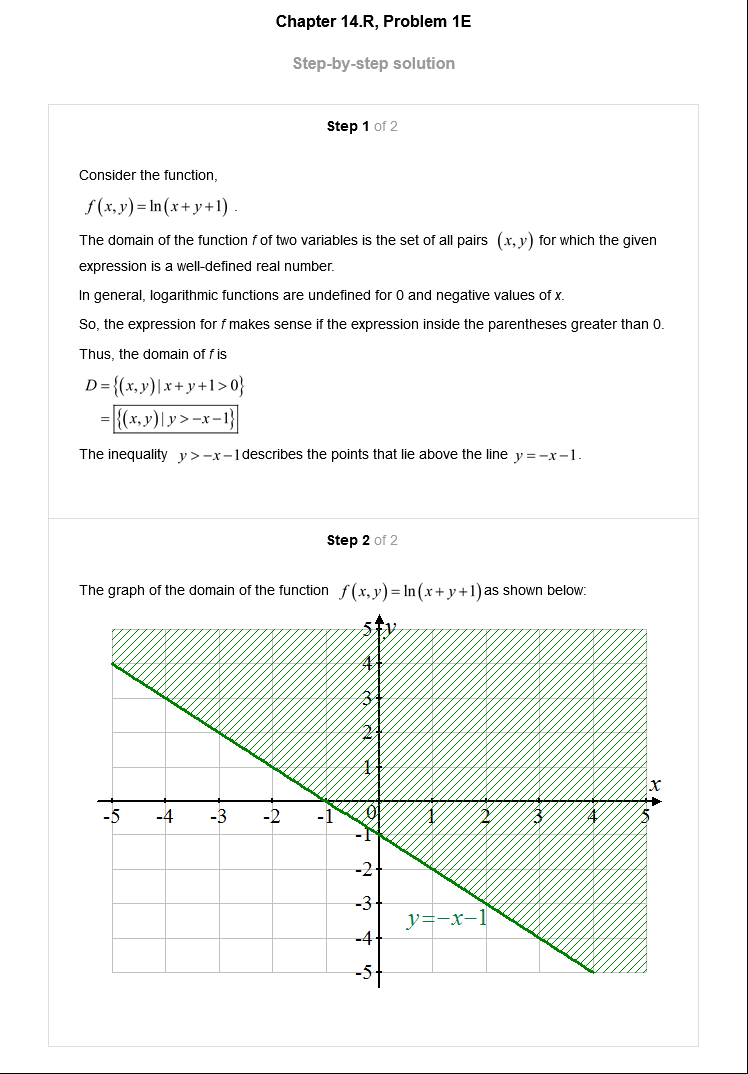 Chapter 14.R, Problem 1E
Step-by-step solution
Step 1 of 2
Consider the function,
f(x,y)=ln(x+y+1) .
The domain of the function f of two variables is the set of all pairs (x,y) for which the given
expression is a well-defined real number.
In general, logarithmic functions are undefined for 0 and negative values of x.
So, the expression for f makes sense if the expression inside the parentheses greater than 0.
Thus, the domain of f is
D={(x,y)|x+y+1>0}
={(x,y)|y>−x−1}
The inequality y>−x−1describes the points that lie above the line y=−x−1.
Step 2 of 2
The graph of the domain of the function f(x,y)=ln(x+y+1)as shown below:
5 y
4
3
2
1
x
-5 -4 -3 -2 -1 0 1 2 3 4 5
-1
-2
-3
y=−x−1
-4
-5